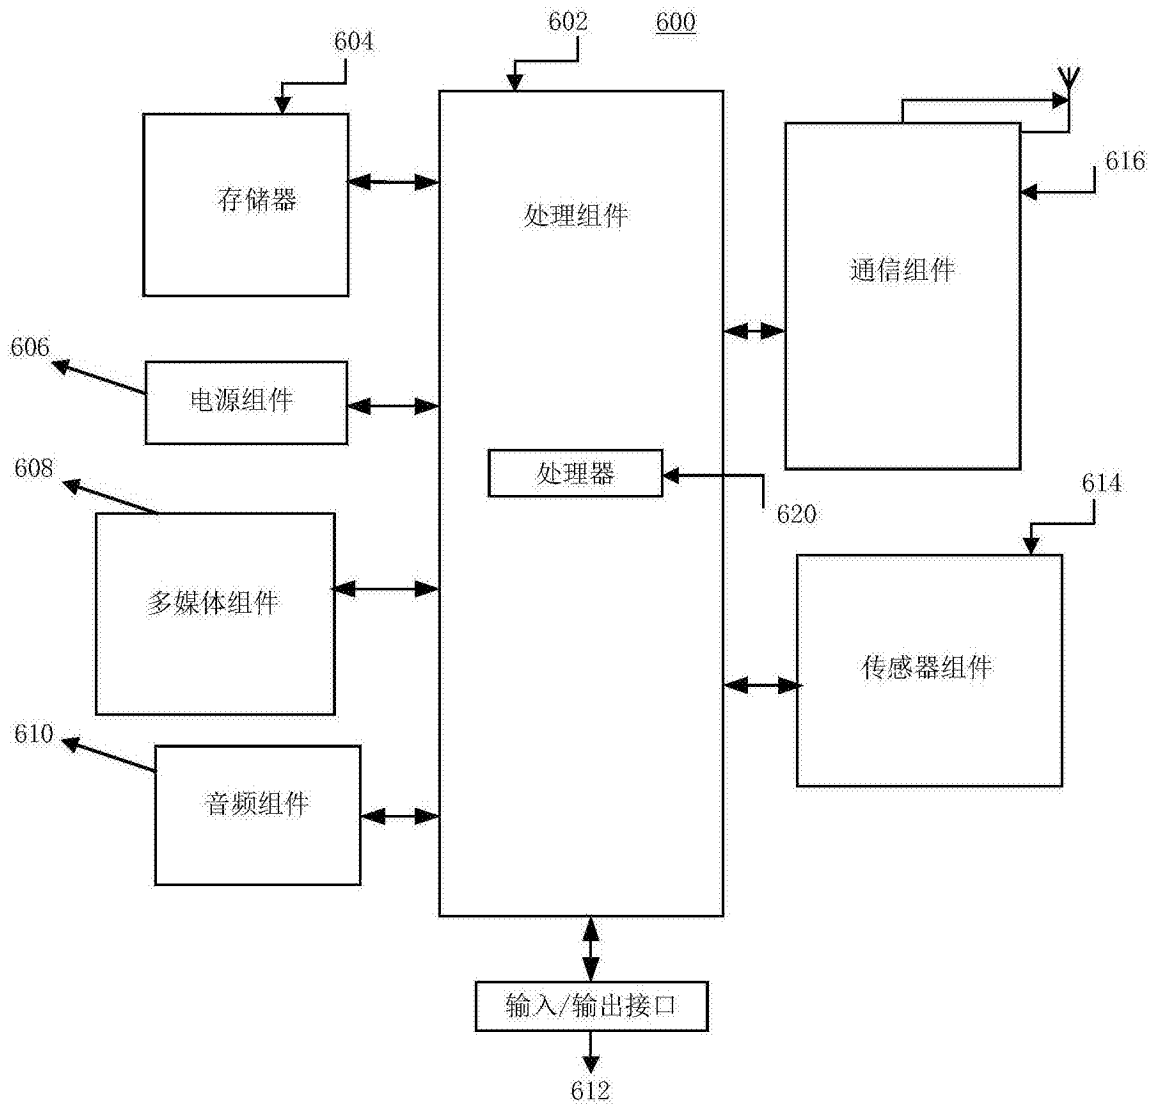 602
600
604
616
存储器
处理组件
通信组件
606
电源组件
608
处理器
614
620
多媒体组件
传感器组件
610
音频组件
输入/输出接口
612